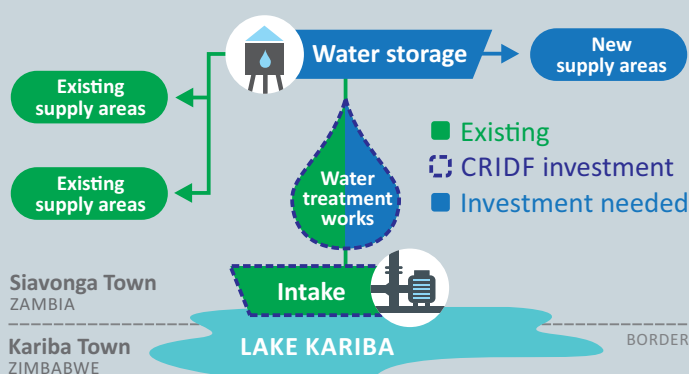 Water storage
New
supply areas
Existing
supply areas
Existing
supply areas
Water
treatment
works
Existing
CRIDF investment
Investment needed
Intake
Siavonga Town
ZAMBIA
BORDER
Kariba Town
ZIMBABWE
LAKE KARIBA